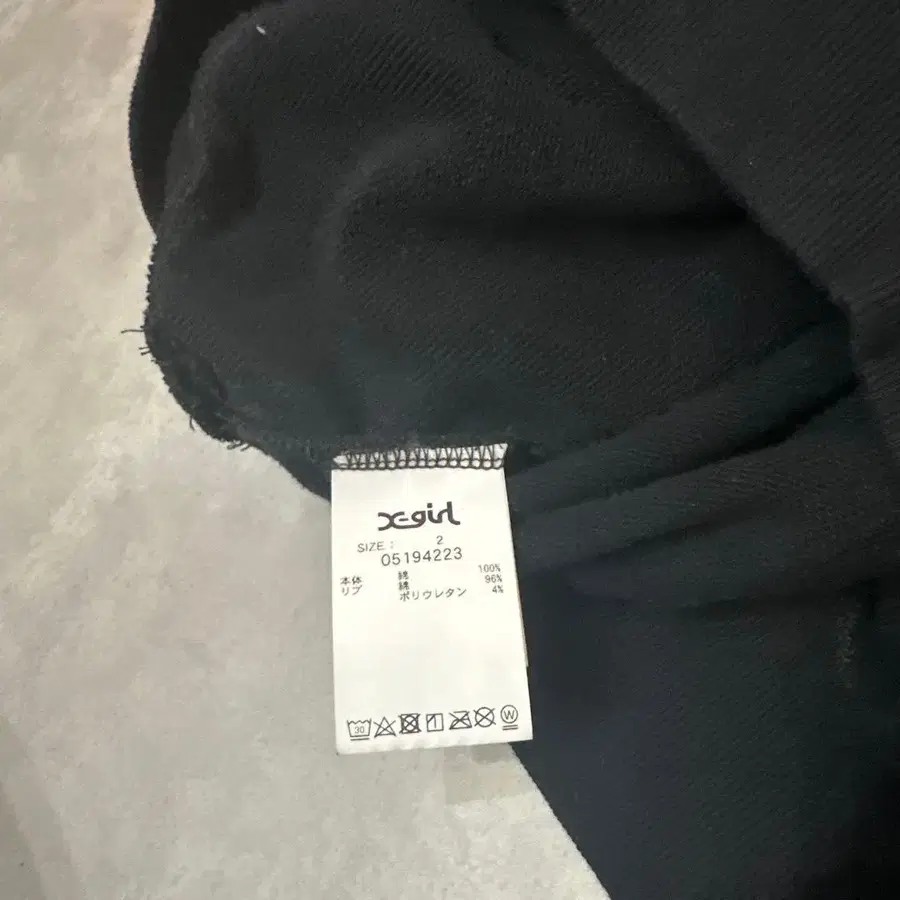 X-girl
SIZE : 2
05194223
本体 綿 100%
リブ 綿 96%
ポリウレタン 4%
30
W